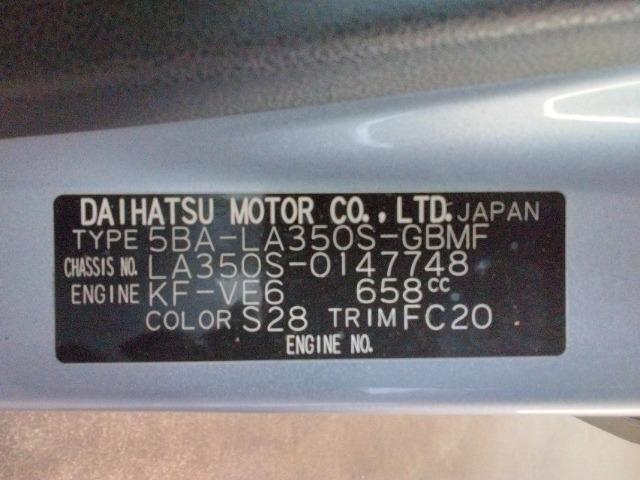 DAIHATSU MOTOR CO., LTD. JAPAN
TYPE 5BA-LA350S-GBMF
CHASSIS NO. LA350S-0147748
ENGINE KF-VE6 658cc
COLOR S28 TRIM FC20
ENGINE NO.